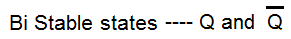 Bi Stable states ---- Q and Q̅